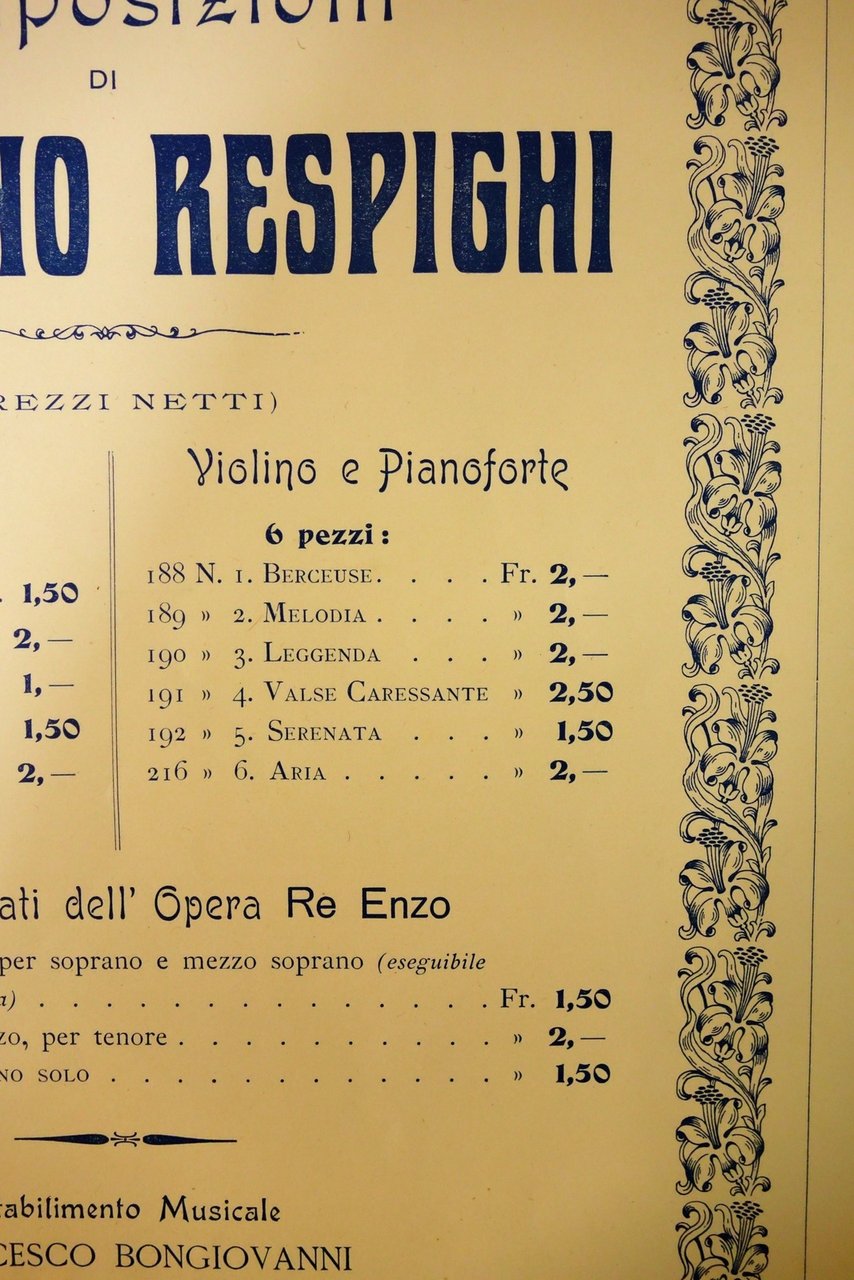 posizioni
DI
IO RESPIGHI
REZZI NETTI)
1,50
2,—
1,—
1,50
2,—
Violino e Pianoforte
6 pezzi:
188 N. 1. BERCEUSE. . . . Fr. 2,—
189 » 2. MELODIA . . . . » 2,—
190 » 3. LEGGENDA . . . » 2,—
191 » 4. VALSE CARESSANTE » 2,50
192 » 5. SERENATA . . . » 1,50
216 » 6. ARIA . . . . . » 2,—
ati dell' Opera Re Enzo
per soprano e mezzo soprano (eseguibile
a) . . . . . . . . . . . . . Fr. 1,50
zo, per tenore . . . . . . . . . » 2,—
NO SOLO . . . . . . . . . . . » 1,50
tabilimento Musicale
CESCO BONGIOVANNI